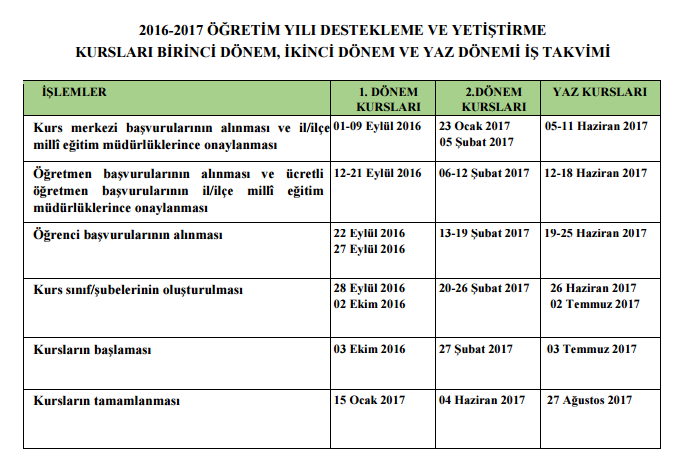 2016-2017 ÖĞRETİM YILI DESTEKLEME VE YETİŞTİRME
KURSLARI BİRİNCİ DÖNEM, İKİNCİ DÖNEM VE YAZ DÖNEMİ İŞ TAKVİMİ
İŞLEMLER
1. DÖNEM
KURSLARI
2.DÖNEM
KURSLARI
YAZ KURSLARI
Kurs merkezi başvurularının alınması ve il/ilçe
millî eğitim müdürlüklerince onaylanması
01-09 Eylül 2016
23 Ocak 2017
05 Şubat 2017
05-11 Haziran 2017
Öğretmen başvurularının alınması ve ücretli
öğretmen başvurularının il/ilçe millî eğitim
müdürlüklerince onaylanması
12-21 Eylül 2016
06-12 Şubat 2017
12-18 Haziran 2017
Öğrenci başvurularının alınması
22 Eylül 2016
27 Eylül 2016
13-19 Şubat 2017
19-25 Haziran 2017
Kurs sınıf/şubelerinin oluşturulması
28 Eylül 2016
02 Ekim 2016
20-26 Şubat 2017
26 Haziran 2017
02 Temmuz 2017
Kursların başlaması
03 Ekim 2016
27 Şubat 2017
03 Temmuz 2017
Kursların tamamlanması
15 Ocak 2017
04 Haziran 2017
27 Ağustos 2017